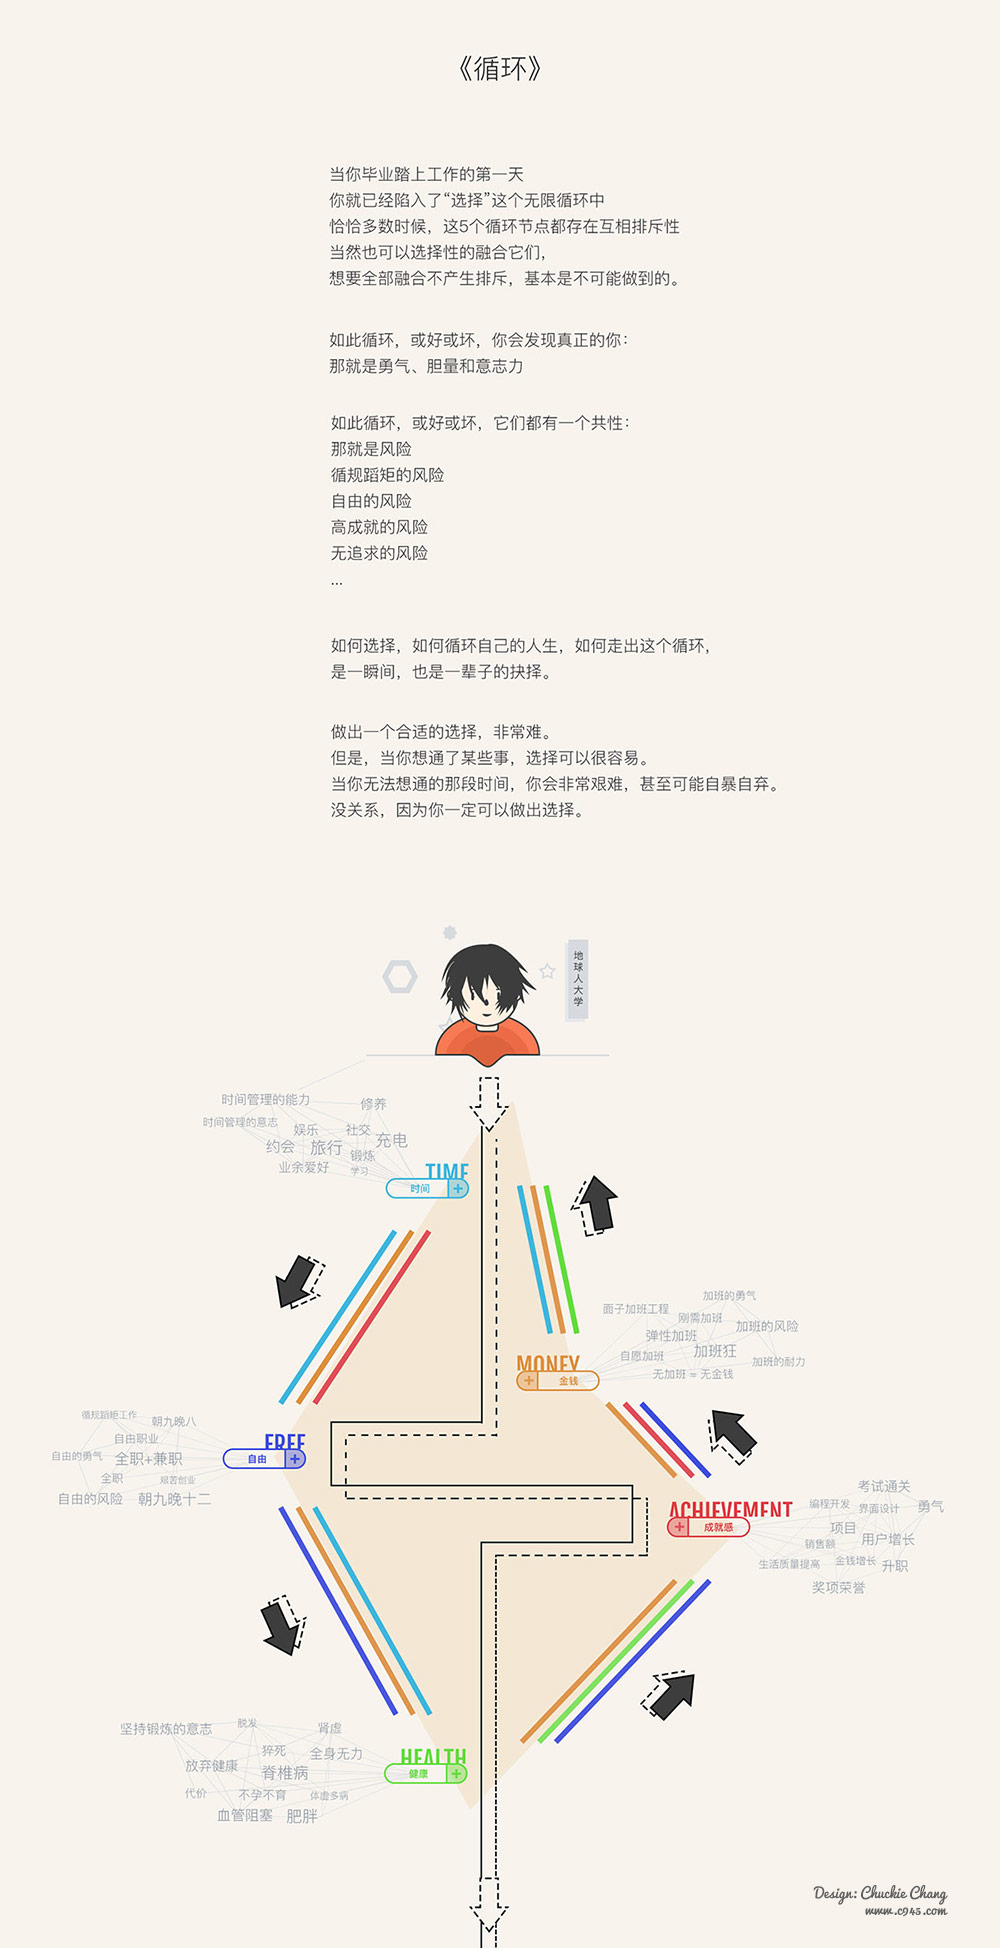 《循环》
当你毕业踏上工作的第一天
你就已经陷入了“选择”这个无限循环中
恰恰多数时候，这5个循环节点都存在互相排斥性
当然也可以选择性的融合它们，
想要全部融合不产生排斥，基本是不可能做到的。
如此循环，或好或坏，你会发现真正的你：
那就是勇气、胆量和意志力
如此循环，或好或坏，它们都有一个共性：
那就是风险
循规蹈矩的风险
自由的风险
高成就的风险
无追求的风险
...
如何选择，如何循环自己的人生，如何走出这个循环，
是一瞬间，也是一辈子的抉择。
做出一个合适的选择，非常难。
但是，当你想通了某些事，选择可以很容易。
当你无法想通的那段时间，你会非常艰难，甚至可能自暴自弃。
没关系，因为你一定可以做出选择。
地球人大学
时间管理的能力
修养
时间管理的意志
娱乐
社交
充电
约会
旅行
锻炼
业余爱好
学习
TIME
时间
加班的勇气
面子加班工程
刚需加班
加班的风险
弹性加班
加班狂
自愿加班
加班的耐力
无加班 = 无金钱
MONEY
金钱
循规蹈矩工作
朝九晚八
自由职业
自由的勇气
全职+兼职
全职
艰苦创业
自由的风险
朝九晚十二
FREE
自由
考试通关
编程开发
界面设计
勇气
项目
用户增长
销售额
生活质量提高
金钱增长
升职
奖项荣誉
ACHIEVEMENT
成就感
坚持锻炼的意志
脱发
肾虚
猝死
全身无力
放弃健康
脊椎病
代价
不孕不育
体虚多病
血管阻塞
肥胖
HEALTH
健康
Design: Chuckie Chang
www.c945.com